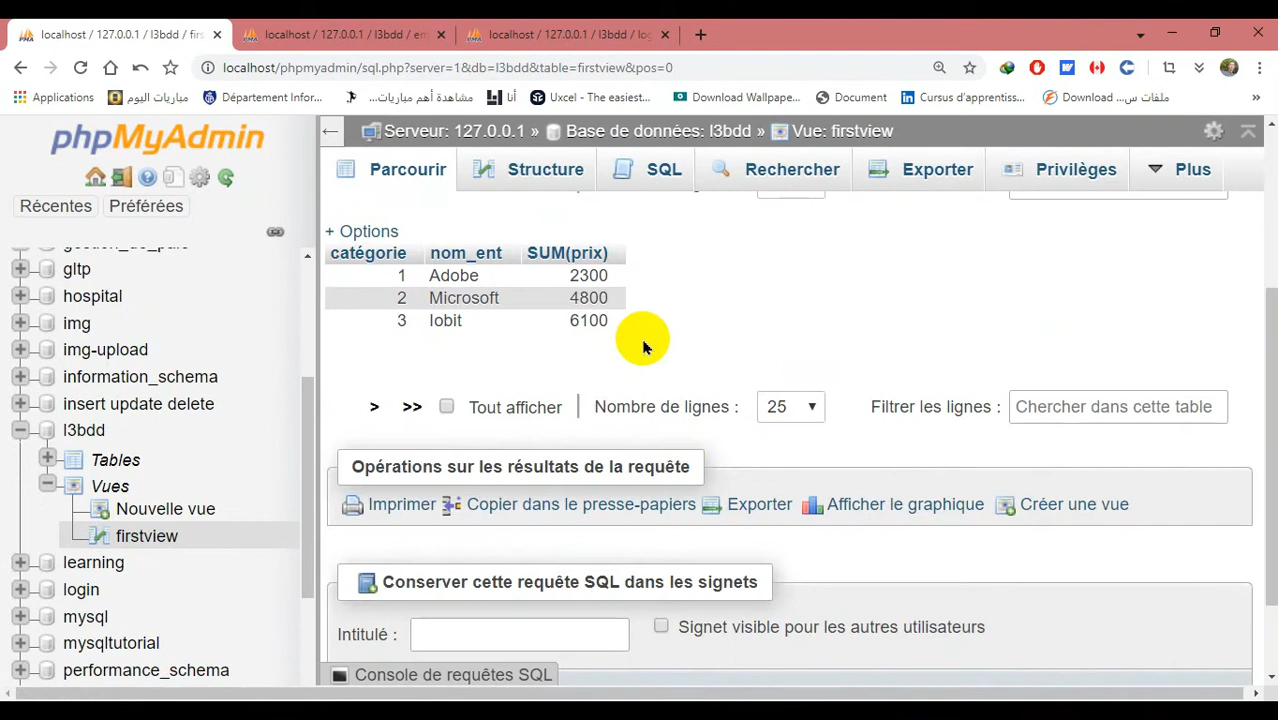 localhost / 127.0.0.1 / l3bdd / firs
localhost / 127.0.0.1 / l3bdd / em
localhost / 127.0.0.1 / l3bdd / log
localhost/phpmyadmin/sql.php?server=1&db=l3bdd&table=firstview&pos=0
Applications
مباريات اليوم
Département Infor...
مشاهدة أهم مباريات...
أنا
Uxcel - The easiest...
Download Wallpape...
Document
Cursus d'apprentiss...
Download ... ملفات س
»
phpMyAdmin
Récentes
Préférées
gltp
hospital
img
img-upload
information_schema
insert update delete
l3bdd
Tables
Vues
Nouvelle vue
firstview
learning
login
mysql
mysqltutorial
performance_schema
Serveur: 127.0.0.1 » Base de données: l3bdd » Vue: firstview
Parcourir
Structure
SQL
Rechercher
Exporter
Privilèges
Plus
+ Options
catégorie nom_ent SUM(prix)
1 Adobe 2300
2 Microsoft 4800
3 Iobit 6100
> >> Tout afficher Nombre de lignes : 25 Filtrer les lignes : Chercher dans cette table
Opérations sur les résultats de la requête
Imprimer Copier dans le presse-papiers Exporter Afficher le graphique Créer une vue
Conserver cette requête SQL dans les signets
Intitulé : Signet visible pour les autres utilisateurs
Console de requêtes SQL